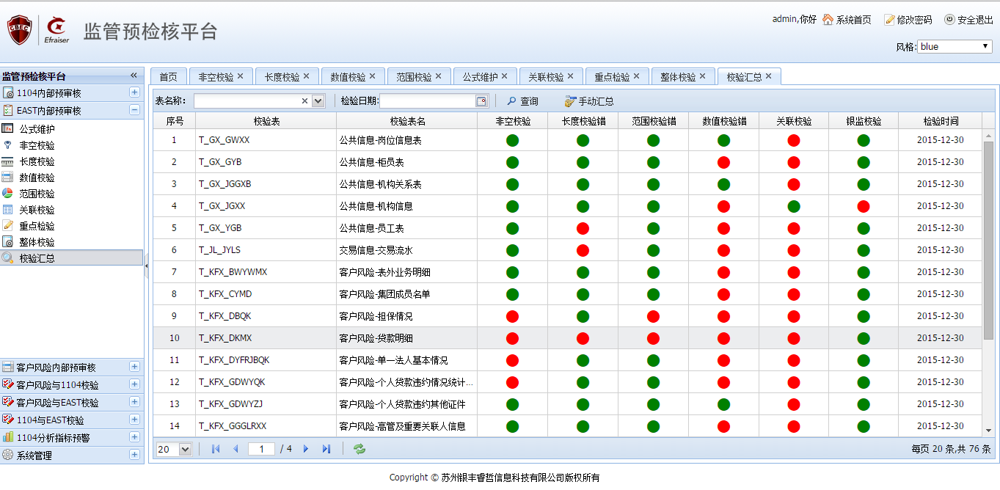 CBEC
Efraiser
监管预检核平台
admin,你好 系统首页 修改密码 安全退出
风格: blue
监管预检核平台
1104内部预审核
EAST内部预审核
公式维护
非空校验
长度校验
数值校验
范围校验
关联校验
重点检验
整体校验
校验汇总
客户风险内部预审核
客户风险与1104校验
客户风险与EAST校验
1104与EAST校验
1104分析指标预警
系统管理
首页 非空校验 长度校验 数值校验 范围校验 公式维护 关联校验 重点检验 整体校验 校验汇总
表名称: 检验日期: 查询 手动汇总
序号 校验表 校验表名 非空校验 长度校验错 范围校验错 数值校验错 关联校验 银监校验 检验时间
1 T_GX_GWXX 公共信息-岗位信息表 2015-12-30
2 T_GX_GYB 公共信息-柜员表 2015-12-30
3 T_GX_JGGXB 公共信息-机构关系表 2015-12-30
4 T_GX_JGXX 公共信息-机构信息 2015-12-30
5 T_GX_YGB 公共信息-员工表 2015-12-30
6 T_JL_JYLS 交易信息-交易流水 2015-12-30
7 T_KFX_BWYWMX 客户风险-表外业务明细 2015-12-30
8 T_KFX_CYMD 客户风险-集团成员名单 2015-12-30
9 T_KFX_DBQK 客户风险-担保情况 2015-12-30
10 T_KFX_DKMX 客户风险-贷款明细 2015-12-30
11 T_KFX_DYFRJBQK 客户风险-单一法人基本情况 2015-12-30
12 T_KFX_GDWYQK 客户风险-个人贷款违约情况统计... 2015-12-30
13 T_KFX_GDWYZJ 客户风险-个人贷款违约其他证件 2015-12-30
14 T_KFX_GGGLRXX 客户风险-高管及重要关联人信息 2015-12-30
20 1 / 4 每页 20 条,共 76 条
Copyright © 苏州银丰睿哲信息科技有限公司版权所有